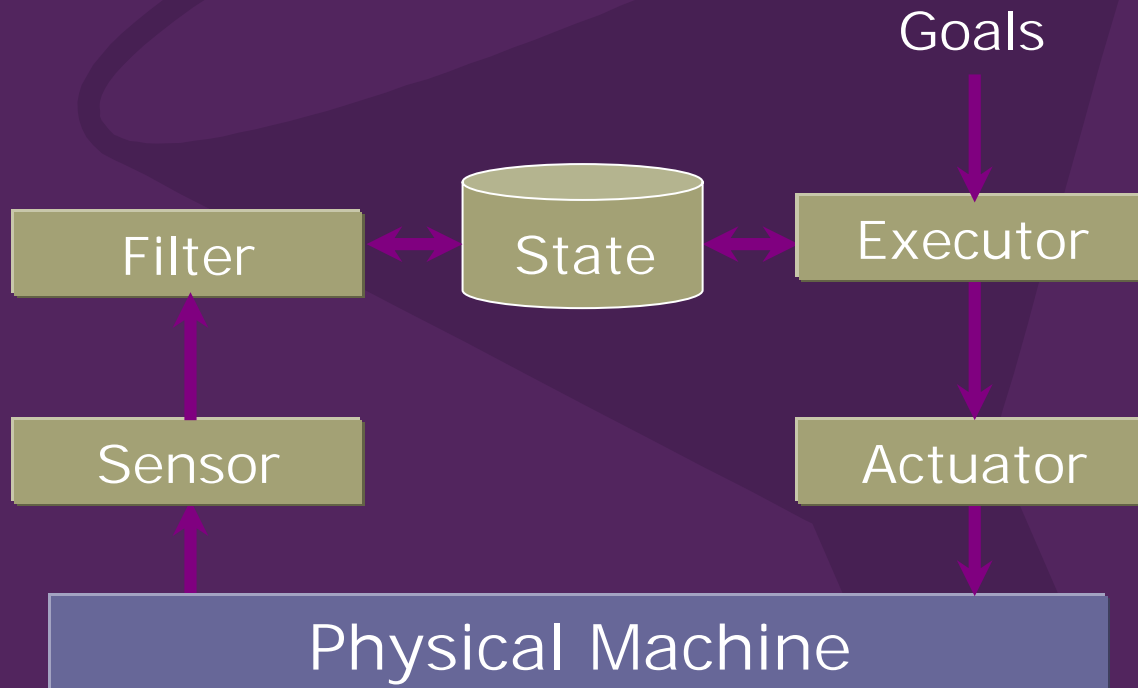 Goals
Filter
State
Executor
Sensor
Actuator
Physical Machine